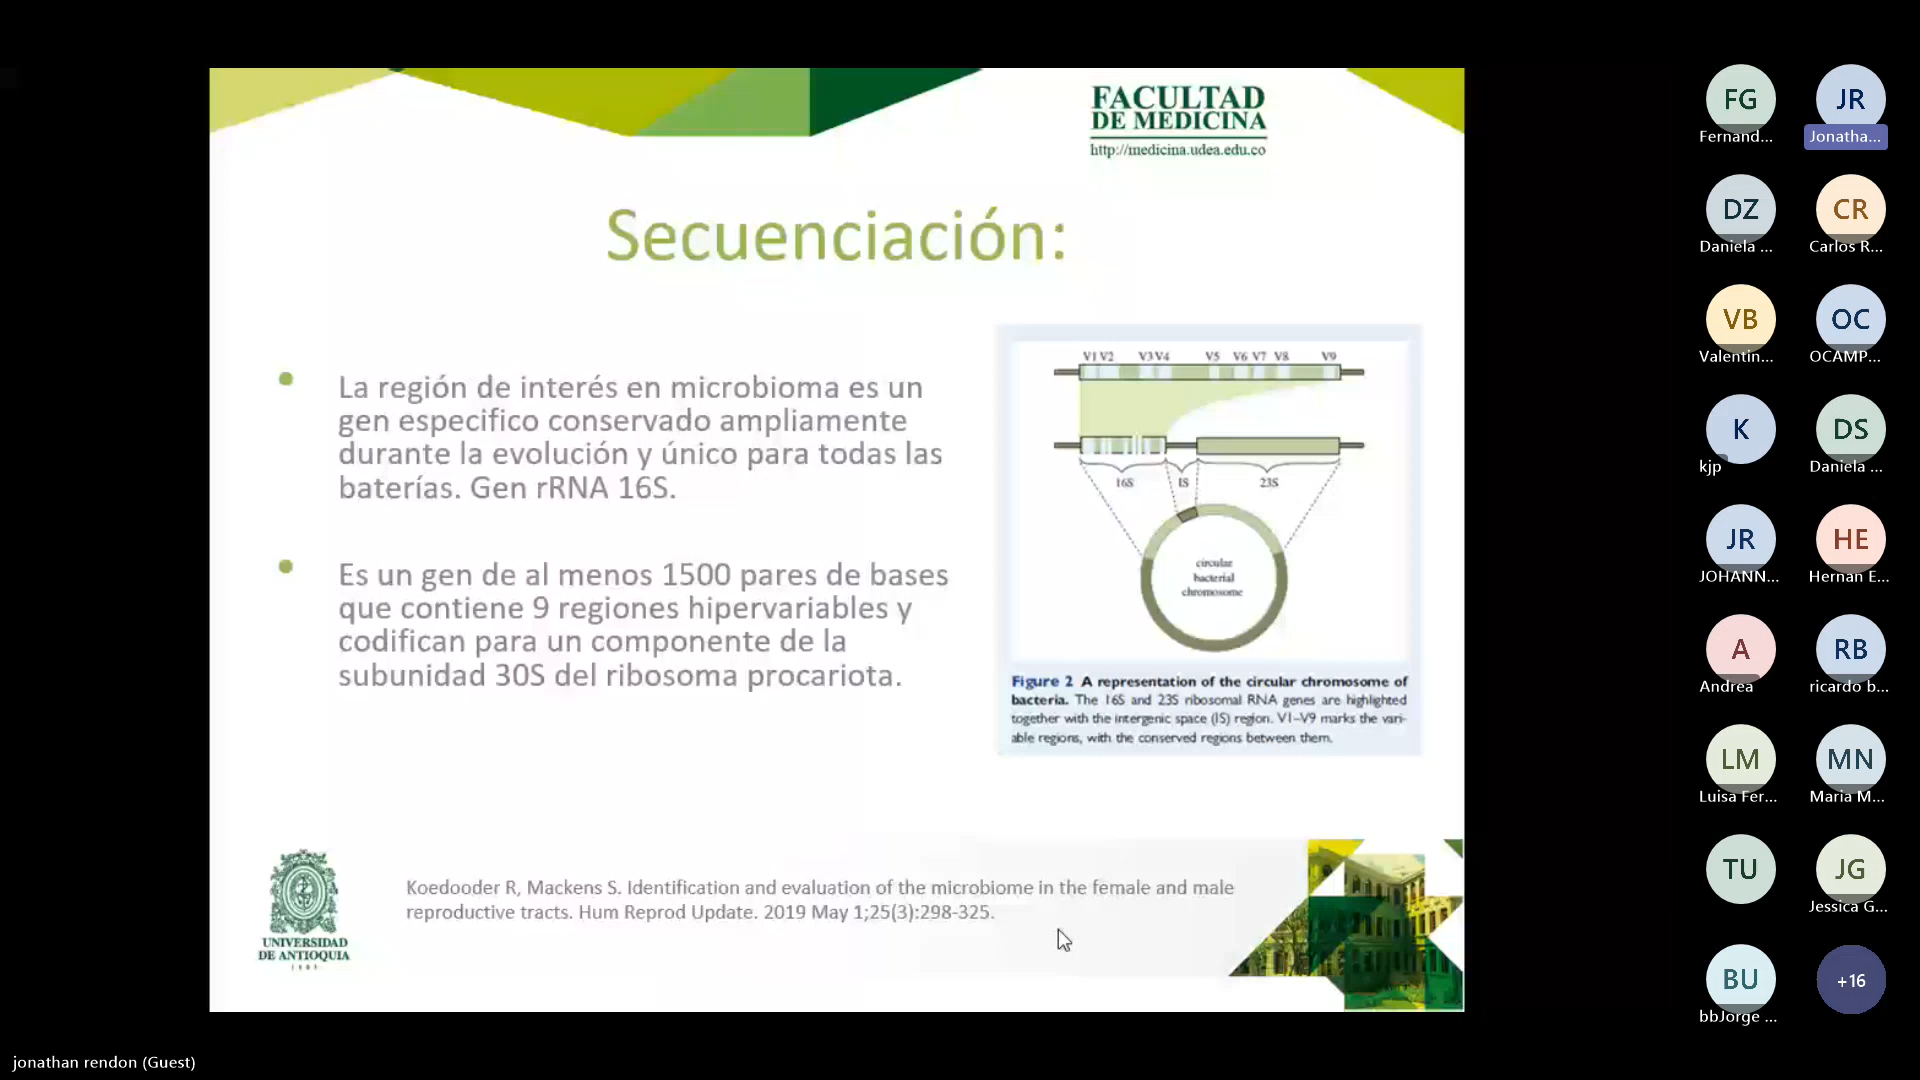 FACULTAD
DE MEDICINA
http://medicina.udea.edu.co
Secuenciación:
La región de interés en microbioma es un
gen especifico conservado ampliamente
durante la evolución y único para todas las
baterías. Gen rRNA 16S.
Es un gen de al menos 1500 pares de bases
que contiene 9 regiones hipervariables y
codifican para un componente de la
subunidad 30S del ribosoma procariota.
V1 V2 V3 V4 V5 V6 V7 V8 V9
16S IS 23S
circular
bacterial
chromosome
Figure 2 A representation of the circular chromosome of
bacteria. The 16S and 23S ribosomal RNA genes are highlighted
together with the intergenic space (IS) region. V1–V9 marks the vari-
able regions, with the conserved regions between them.
Koedooder R, Mackens S. Identification and evaluation of the microbiome in the female and male
reproductive tracts. Hum Reprod Update. 2019 May 1;25(3):298-325.
UNIVERSIDAD
DE ANTIOQUIA
FG JR
Fernand... Jonatha...
DZ CR
Daniela ... Carlos R...
VB OC
Valentin... OCAMP...
K DS
kjp Daniela ...
JR HE
JOHANN... Hernan E...
A RB
Andrea ricardo b...
LM MN
Luisa Fer... Maria M...
TU JG
Jessica G...
BU +16
bbJorge ...
jonathan rendon (Guest)